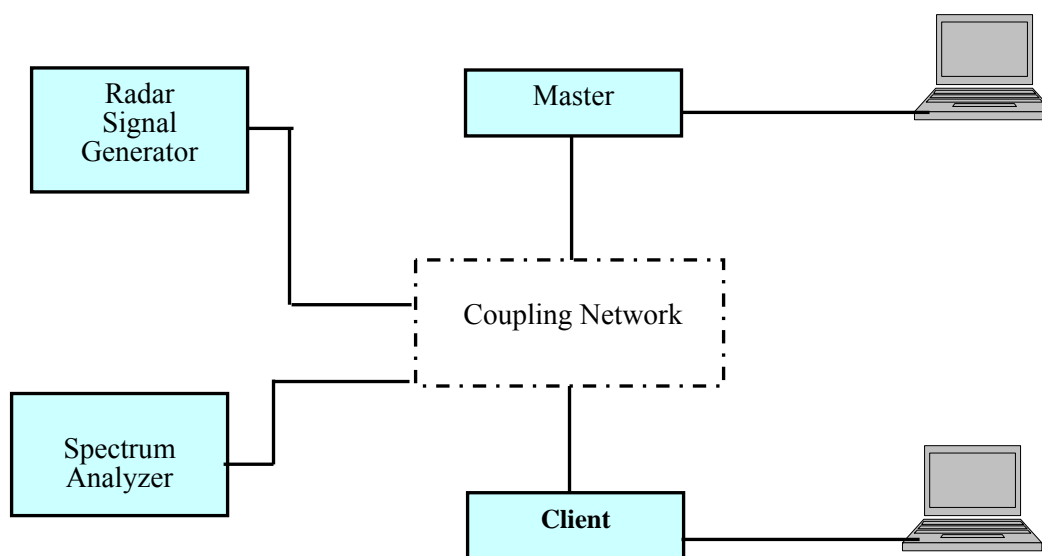 Radar
Signal
Generator
Master
Coupling Network
Spectrum
Analyzer
Client